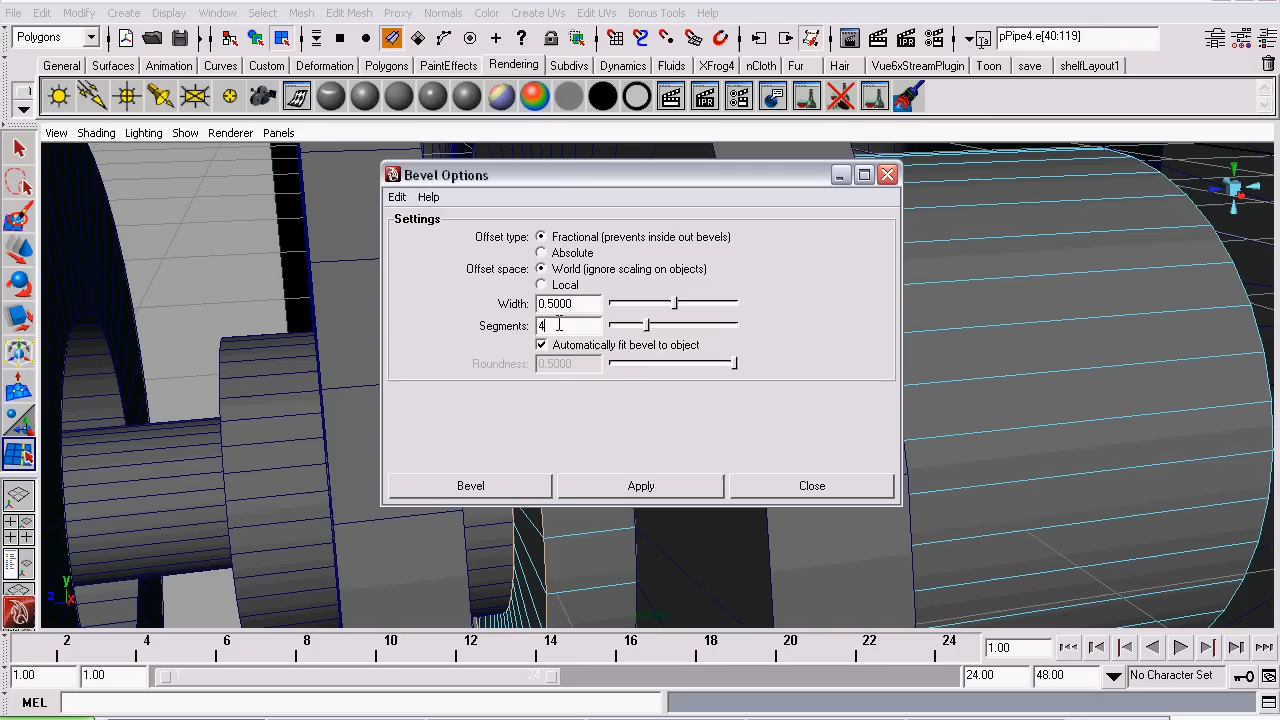 File Edit Modify Create Display Window Select Mesh Edit Mesh Proxy Normals Color Create UVs Edit UVs Bonus Tools Help
Polygons
pPipe4.e[40:119]
General Surfaces Animation Curves Custom Deformation Polygons PaintEffects Rendering Subdivs Dynamics Fluids XFrog4 nCloth Fur Hair Vue6xStreamPlugin Toon save shelfLayout1
IPR
View Shading Lighting Show Renderer Panels
Bevel Options
Edit Help
Settings
Offset type: Fractional (prevents inside out bevels)
Absolute
Offset space: World (ignore scaling on objects)
Local
Width: 0.5000
Segments: 4
Automatically fit bevel to object
Roundness: 0.5000
Bevel Apply Close
y
z x
2 4 6 8 10 12 14 16 18 20 22 24
1.00
1.00 1.00 1 24 24.00 48.00 No Character Set
MEL